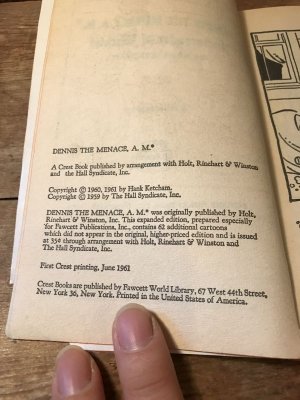 DENNIS THE MENACE, A. M.*
A Crest Book published by arrangement with Holt, Rinehart & Winston
and the Hall Syndicate, Inc.
Copyright © 1960, 1961 by Hank Ketcham.
Copyright © 1959 by The Hall Syndicate, Inc.
DENNIS THE MENACE, A. M.* was originally published by Holt,
Rinehart & Winston, Inc. This expanded edition, prepared especially
for Fawcett Publications, Inc., contains 62 additional cartoons
which did not appear in the original, higher-priced edition and is issued
at 35¢ through arrangement with Holt, Rinehart & Winston and
The Hall Syndicate, Inc.
First Crest printing, June 1961
Crest Books are published by Fawcett World Library, 67 West 44th Street,
New York 36, New York. Printed in the United States of America.